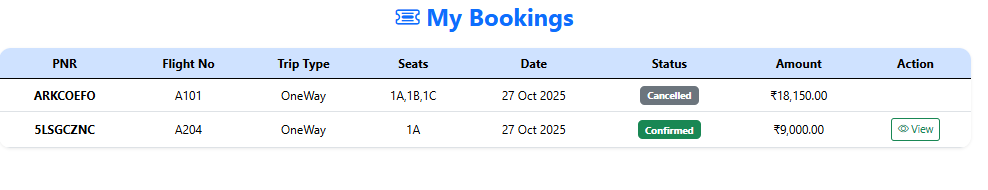 My Bookings
PNR Flight No Trip Type Seats Date Status Amount Action
ARKCOEFO A101 OneWay 1A,1B,1C 27 Oct 2025 Cancelled ₹18,150.00
5LSGCZNC A204 OneWay 1A 27 Oct 2025 Confirmed ₹9,000.00 View